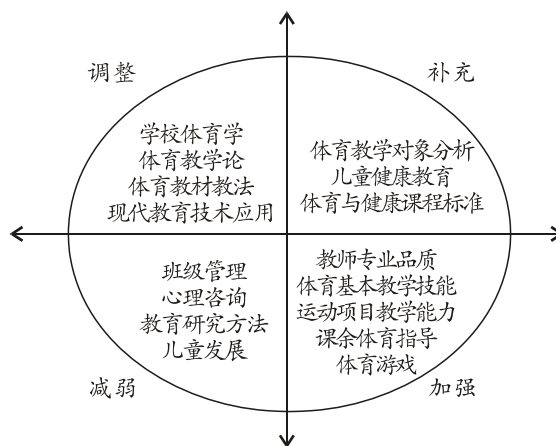 调整
补充
学校体育学
体育教学论
体育教材教法
现代教育技术应用
体育教学对象分析
儿童健康教育
体育与健康课程标准
班级管理
心理咨询
教育研究方法
儿童发展
教师专业品质
体育基本教学技能
运动项目教学能力
课余体育指导
体育游戏
减弱
加强